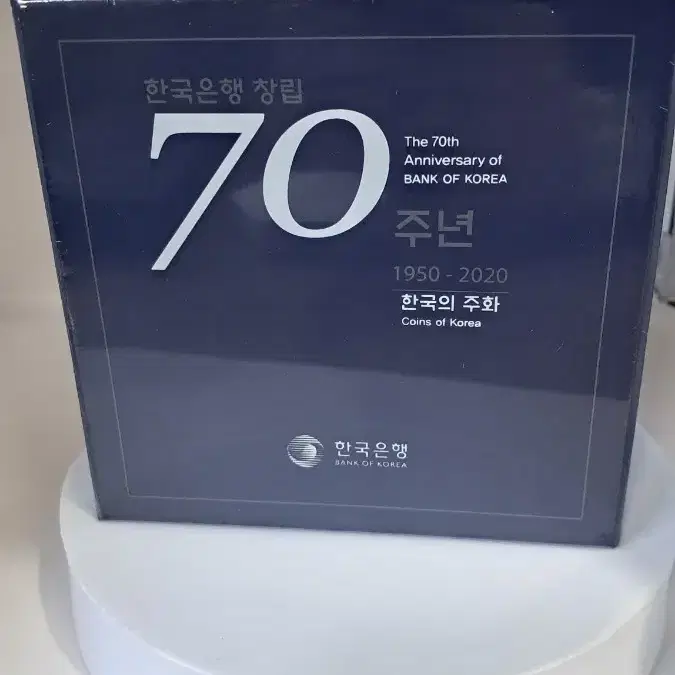 한국은행 창립
70
The 70th
Anniversary of
BANK OF KOREA
주년
1950 - 2020
한국의 주화
Coins of Korea
한국은행
BANK OF KOREA